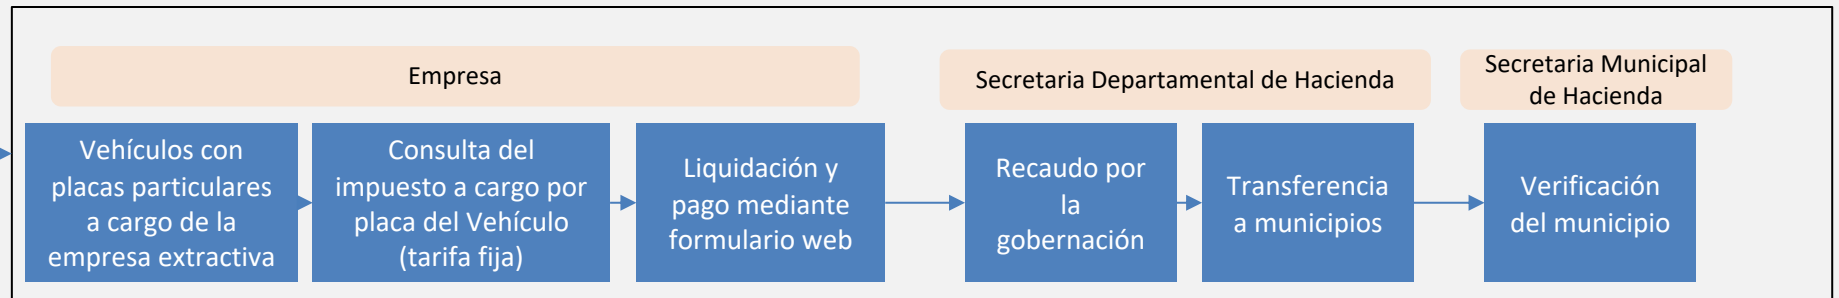 Empresa
Secretaria Departamental de Hacienda
Secretaria Municipal
de Hacienda
Vehículos con
placas particulares
a cargo de la
empresa extractiva
Consulta del
impuesto a cargo por
placa del Vehículo
(tarifa fija)
Liquidación y
pago mediante
formulario web
Recaudo por
la
gobernación
Transferencia
a municipios
Verificación
del municipio